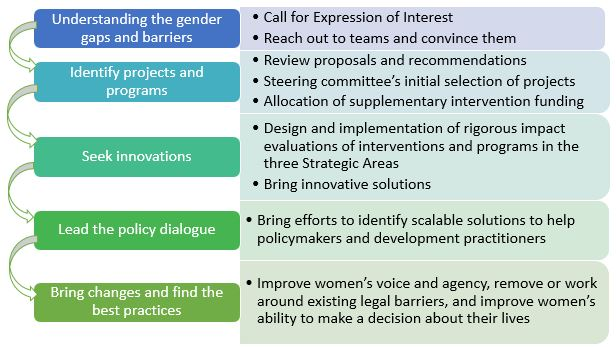 Understanding the gender
gaps and barriers
• Call for Expression of Interest
• Reach out to teams and convince them
Identify projects and
programs
• Review proposals and recommendations
• Steering committee’s initial selection of projects
• Allocation of supplementary intervention funding
Seek innovations
• Design and implementation of rigorous impact
evaluations of interventions and programs in the
three Strategic Areas
• Bring innovative solutions
Lead the policy dialogue
• Bring efforts to identify scalable solutions to help
policymakers and development practitioners
Bring changes and find the
best practices
• Improve women’s voice and agency, remove or work
around existing legal barriers, and improve women’s
ability to make a decision about their lives